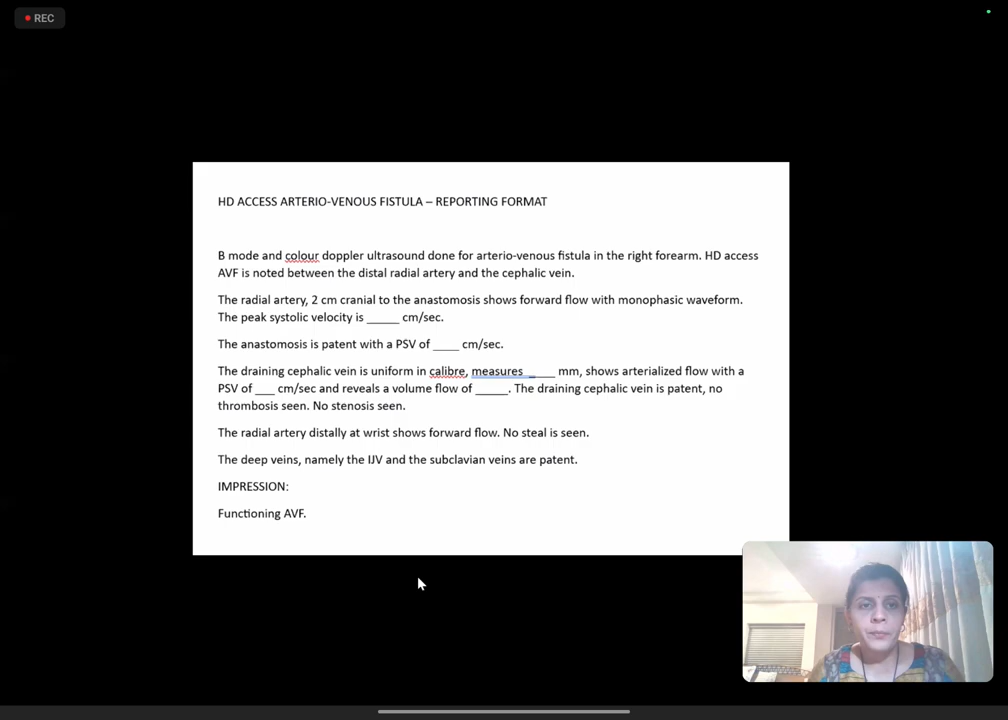 REC
HD ACCESS ARTERIO-VENOUS FISTULA – REPORTING FORMAT
B mode and colour doppler ultrasound done for arterio-venous fistula in the right forearm. HD access
AVF is noted between the distal radial artery and the cephalic vein.
The radial artery, 2 cm cranial to the anastomosis shows forward flow with monophasic waveform.
The peak systolic velocity is _____ cm/sec.
The anastomosis is patent with a PSV of ____ cm/sec.
The draining cephalic vein is uniform in calibre, measures _____ mm, shows arterialized flow with a
PSV of ___ cm/sec and reveals a volume flow of _____. The draining cephalic vein is patent, no
thrombosis seen. No stenosis seen.
The radial artery distally at wrist shows forward flow. No steal is seen.
The deep veins, namely the IJV and the subclavian veins are patent.
IMPRESSION:
Functioning AVF.